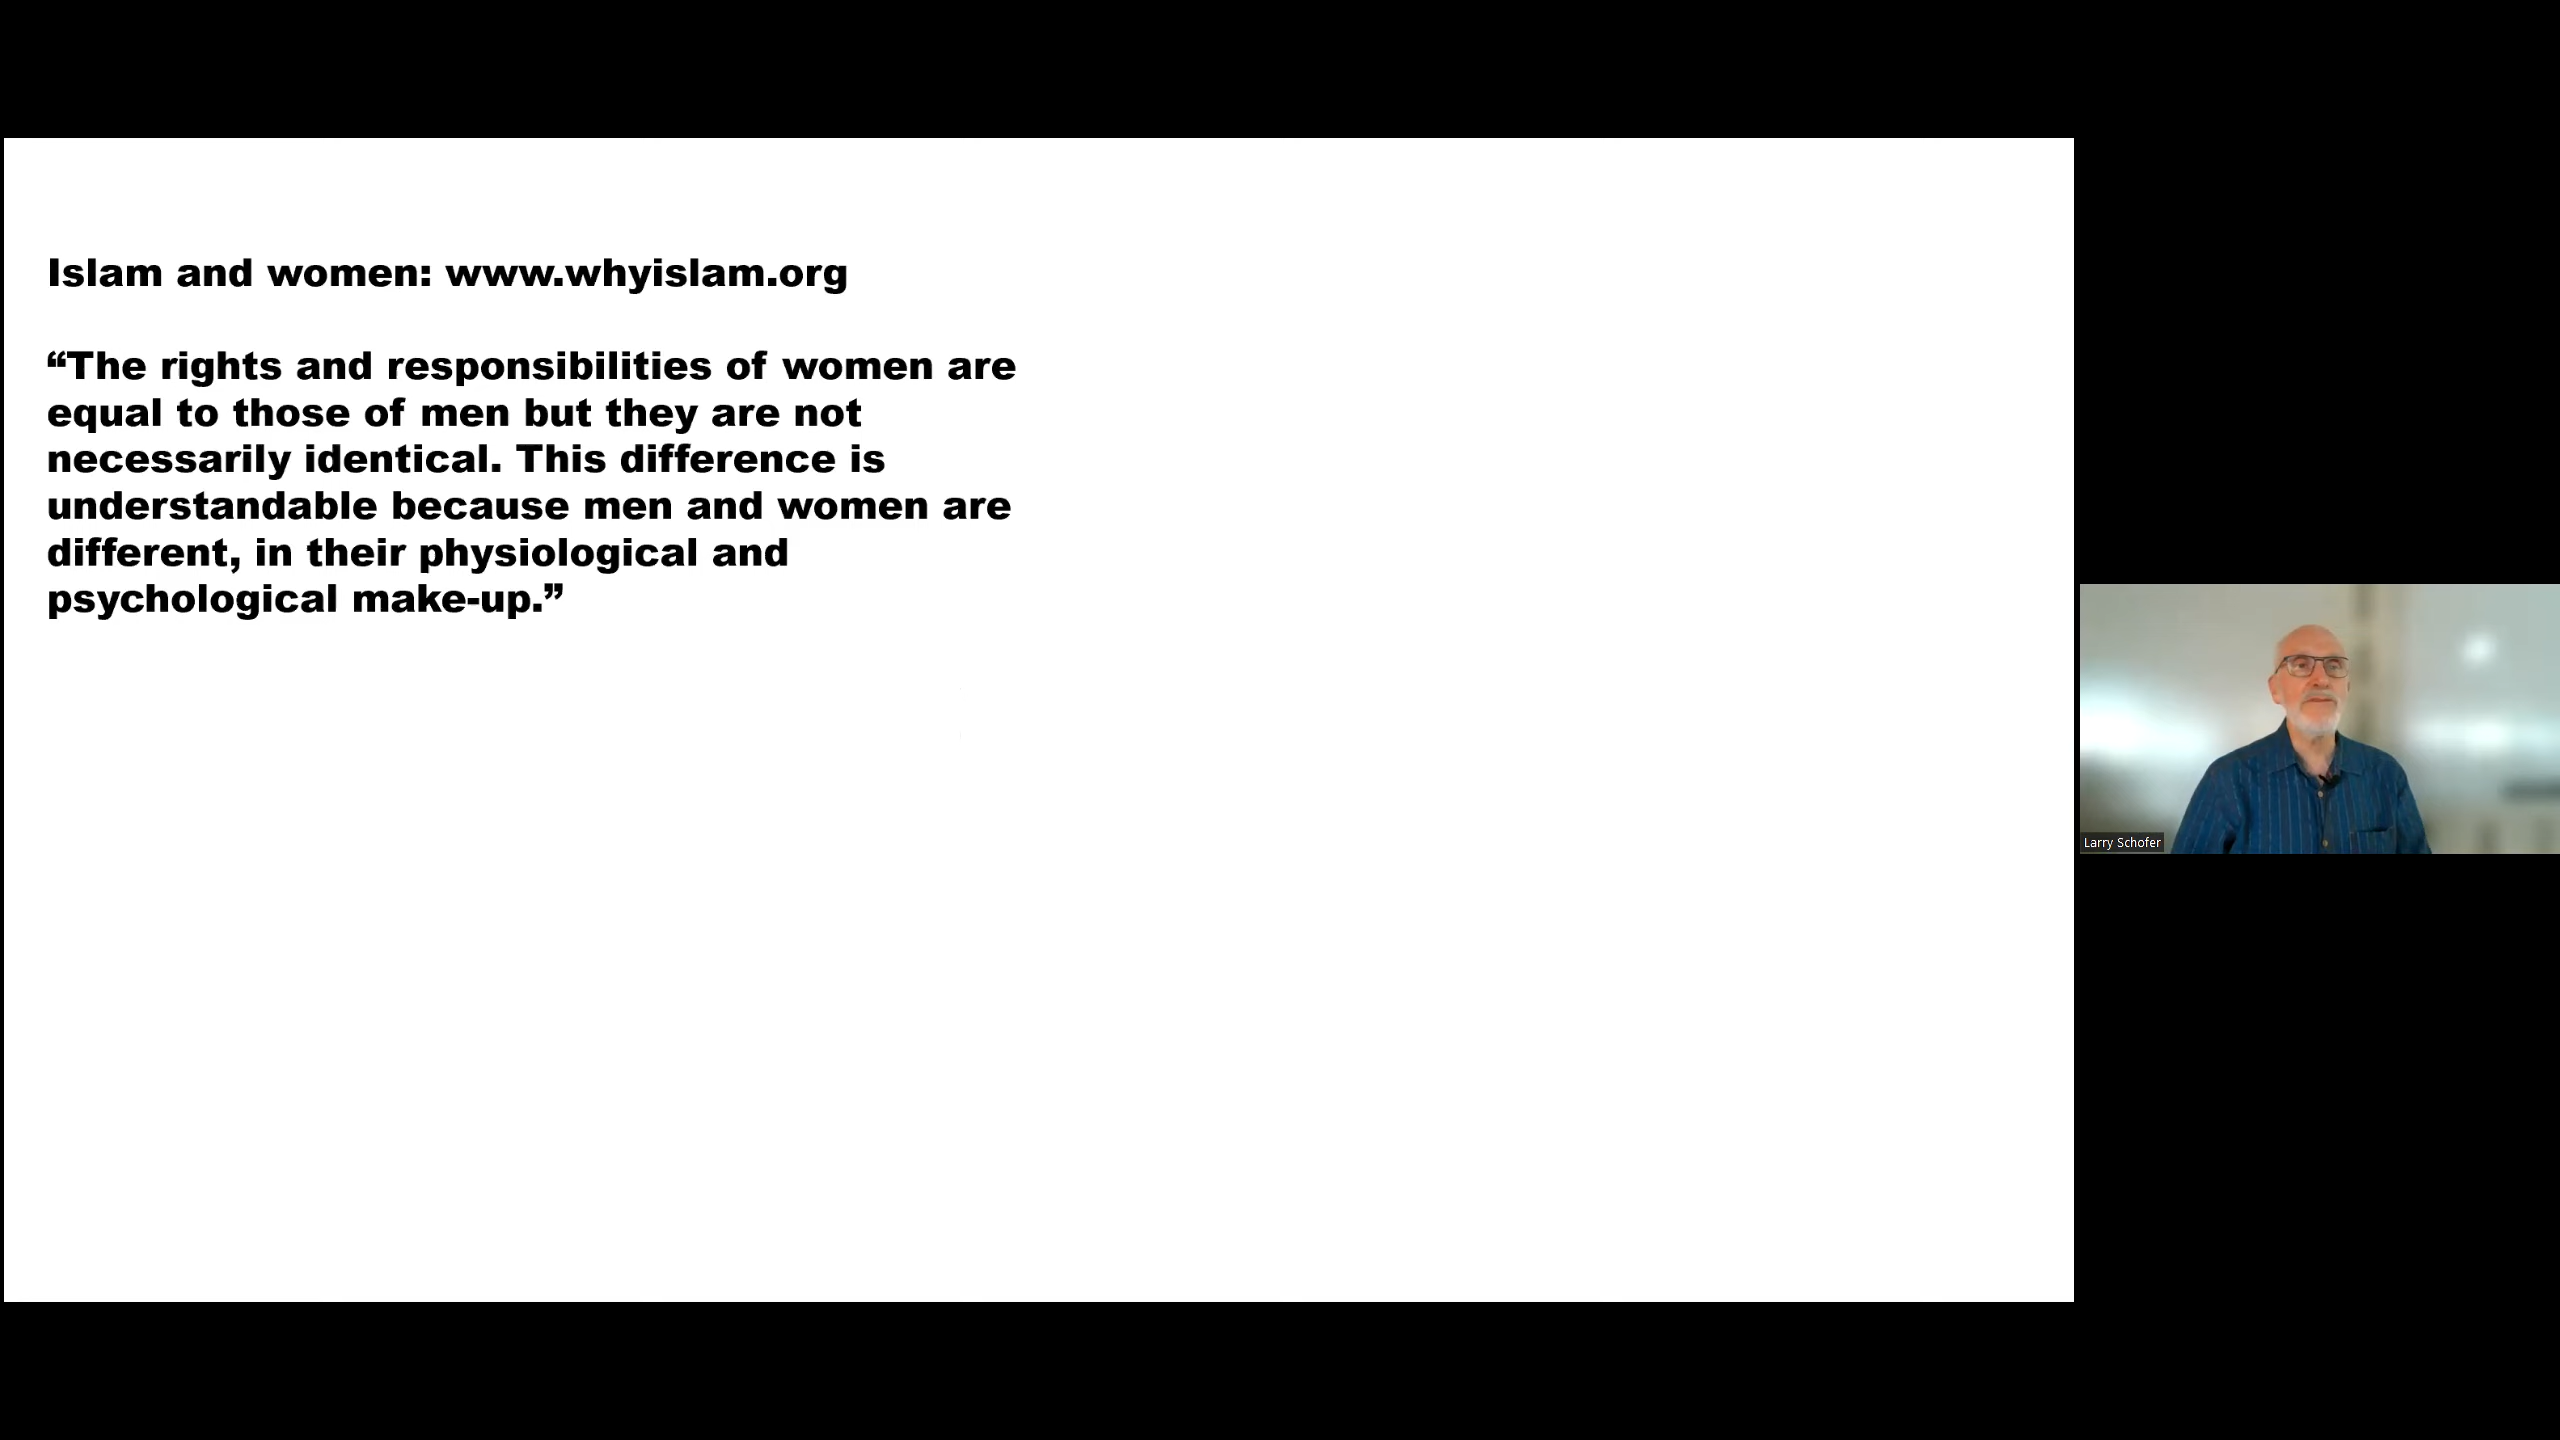 Islam and women: www.whyislam.org
“The rights and responsibilities of women are
equal to those of men but they are not
necessarily identical. This difference is
understandable because men and women are
different, in their physiological and
psychological make-up.”
Larry Schofer